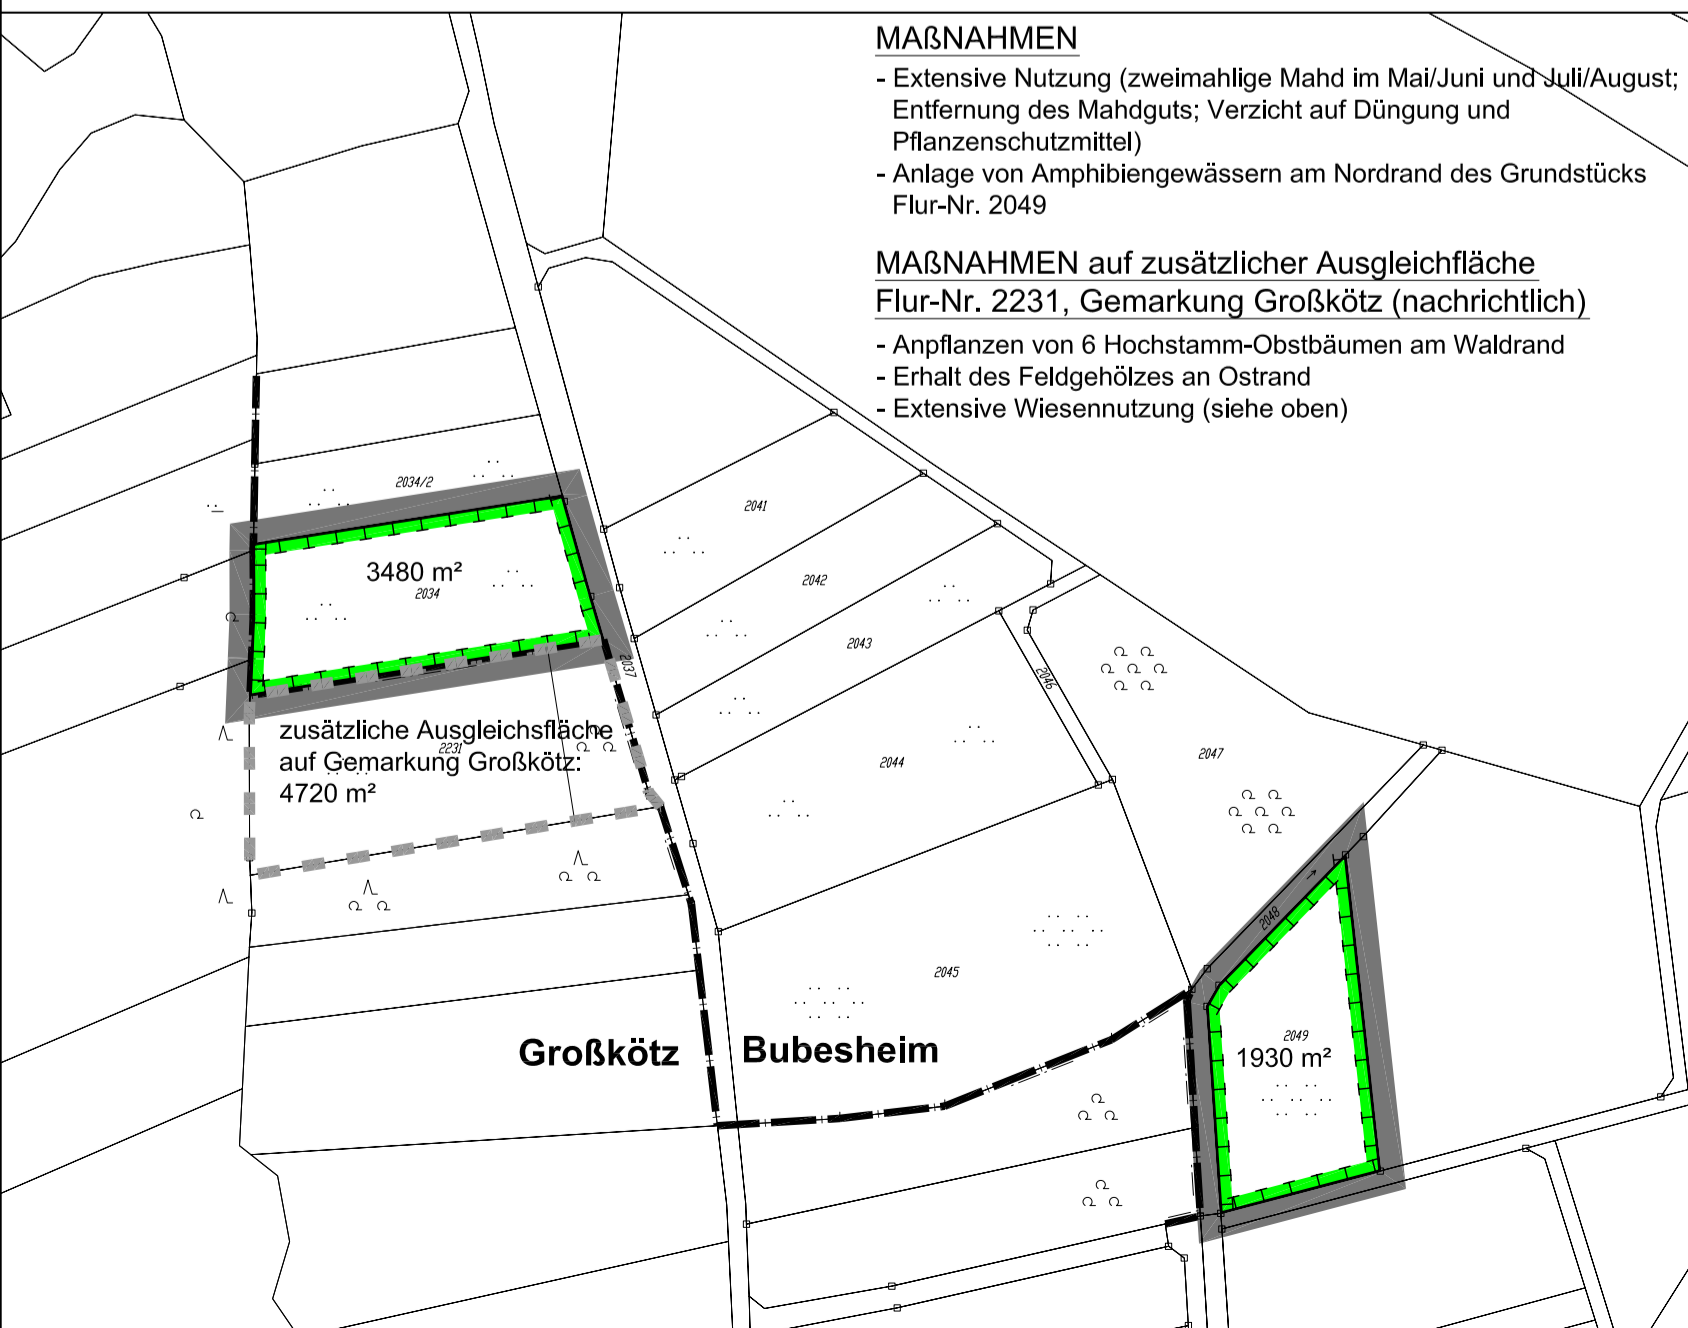 MAßNAHMEN
- Extensive Nutzung (zweimahlige Mahd im Mai/Juni und Juli/August;
Entfernung des Mahdguts; Verzicht auf Düngung und
Pflanzenschutzmittel)
- Anlage von Amphibiengewässern am Nordrand des Grundstücks
Flur-Nr. 2049
MAßNAHMEN auf zusätzlicher Ausgleichfläche
Flur-Nr. 2231, Gemarkung Großkötz (nachrichtlich)
- Anpflanzen von 6 Hochstamm-Obstbäumen am Waldrand
- Erhalt des Feldgehölzes an Ostrand
- Extensive Wiesennutzung (siehe oben)
2034/2
2041
3480 m²
2034
2042
2043
2037
2046
zusätzliche Ausgleichsfläche
2231
auf Gemarkung Großkötz:
4720 m²
2044
2047
2048
2045
2049
1930 m²
Großkötz
Bubesheim